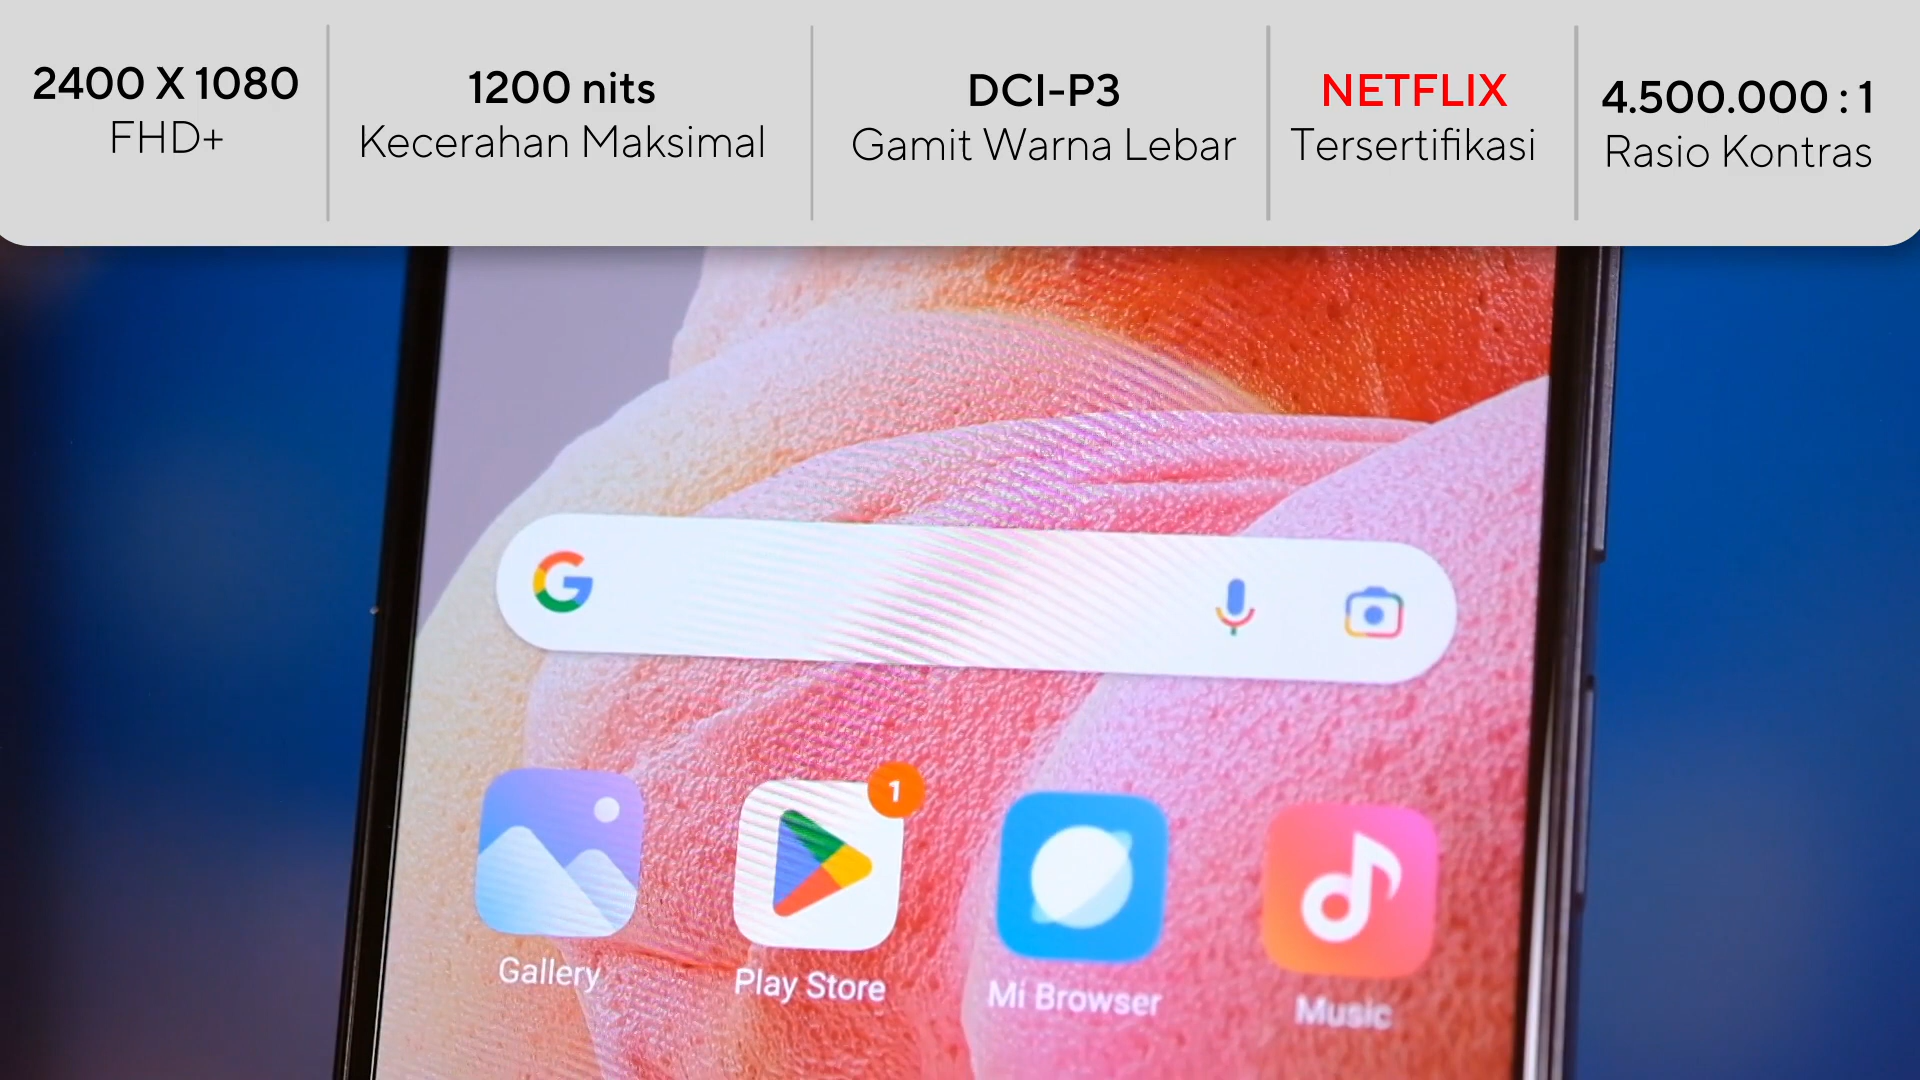 2400 X 1080
FHD+
1200 nits
Kecerahan Maksimal
DCI-P3
Gamit Warna Lebar
NETFLIX
Tersertifikasi
4.500.000 : 1
Rasio Kontras
G
1
Gallery
Play Store
Mi Browser
Music